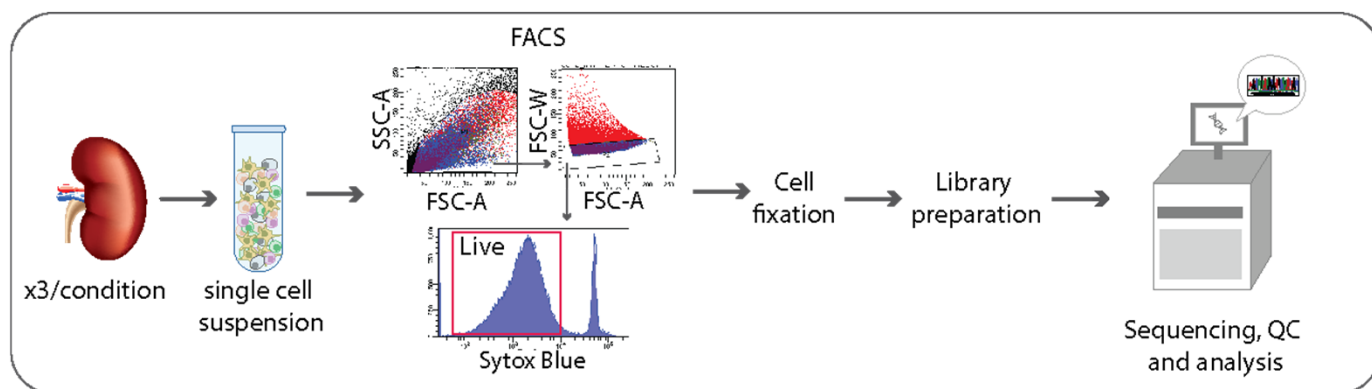 FACS
SSC-A
FSC-W
FSC-A
FSC-A
Live
Sytox Blue
x3/condition
single cell
suspension
Cell
fixation
Library
preparation
Sequencing, QC
and analysis